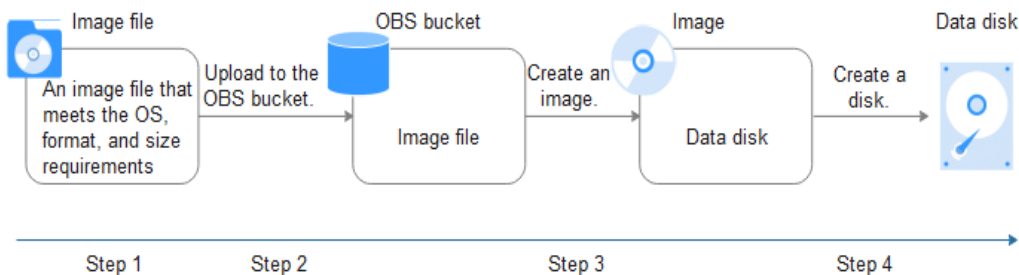 Image file
OBS bucket
Image
Data disk
An image file that
meets the OS,
format, and size
requirements
Upload to the
OBS bucket.
Image file
Create an
image.
Data disk
Create a
disk.
Step 1
Step 2
Step 3
Step 4